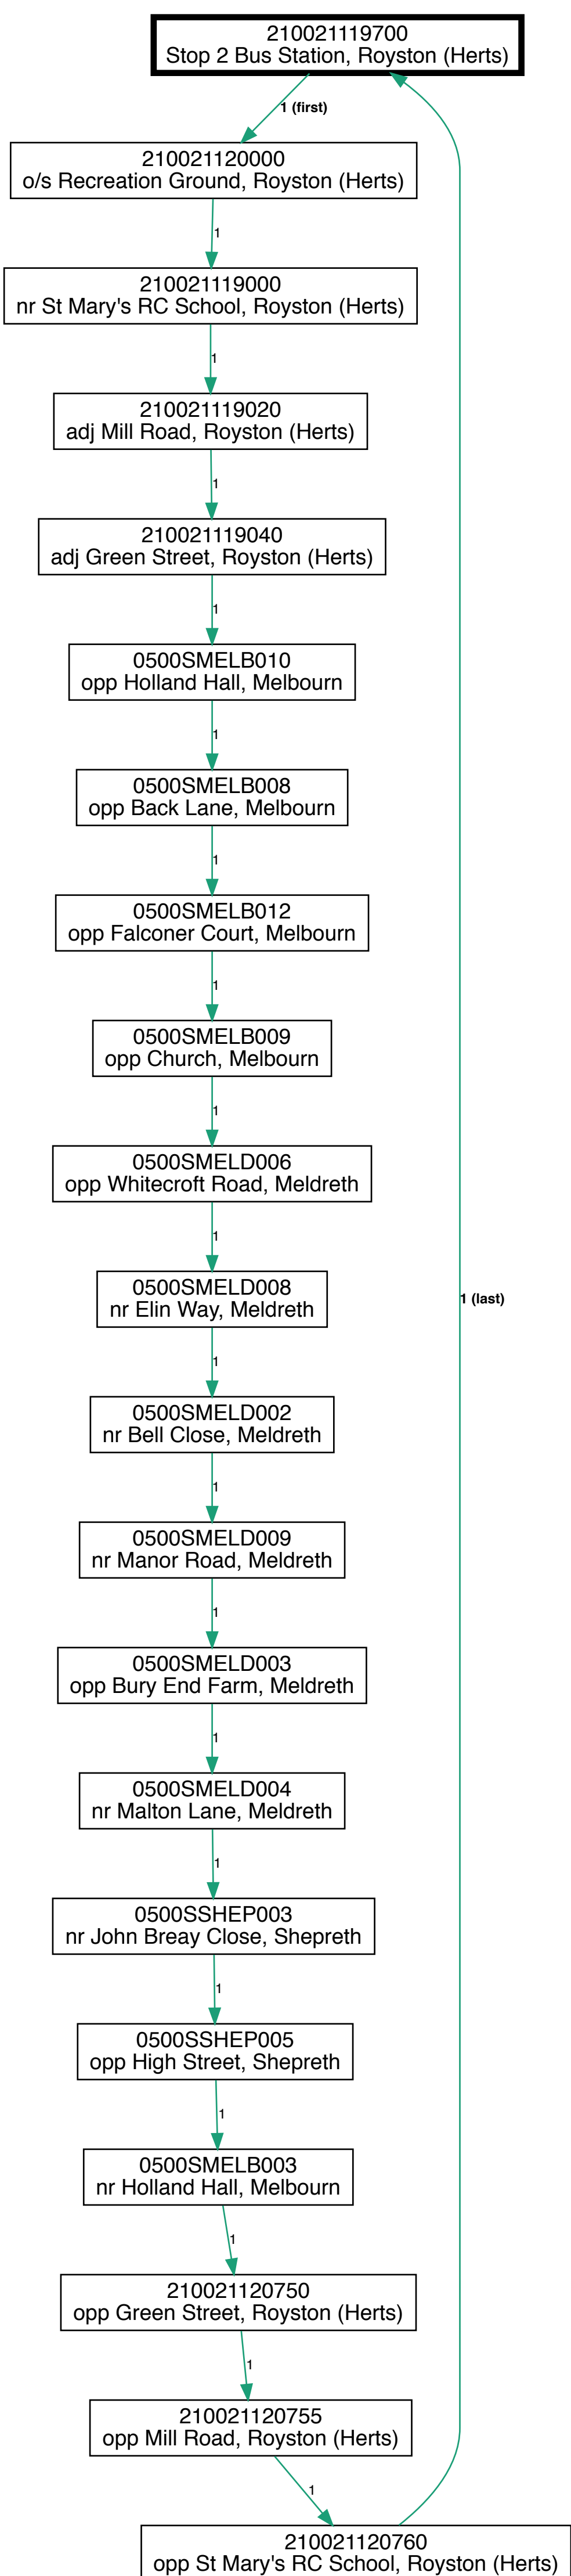 210021119700
Stop 2 Bus Station, Royston (Herts)
1 (first)
210021120000
o/s Recreation Ground, Royston (Herts)
1
210021119000
nr St Mary's RC School, Royston (Herts)
1
210021119020
adj Mill Road, Royston (Herts)
1
210021119040
adj Green Street, Royston (Herts)
1
0500SMELB010
opp Holland Hall, Melbourn
1
0500SMELB008
opp Back Lane, Melbourn
1
0500SMELB012
opp Falconer Court, Melbourn
1
0500SMELB009
opp Church, Melbourn
1
0500SMELD006
opp Whitecroft Road, Meldreth
1
0500SMELD008
nr Elin Way, Meldreth
1 (last)
1
0500SMELD002
nr Bell Close, Meldreth
1
0500SMELD009
nr Manor Road, Meldreth
1
0500SMELD003
opp Bury End Farm, Meldreth
1
0500SMELD004
nr Malton Lane, Meldreth
1
0500SSHEP003
nr John Breay Close, Shepreth
1
0500SSHEP005
opp High Street, Shepreth
1
0500SMELB003
nr Holland Hall, Melbourn
1
210021120750
opp Green Street, Royston (Herts)
1
210021120755
opp Mill Road, Royston (Herts)
1
210021120760
opp St Mary's RC School, Royston (Herts)